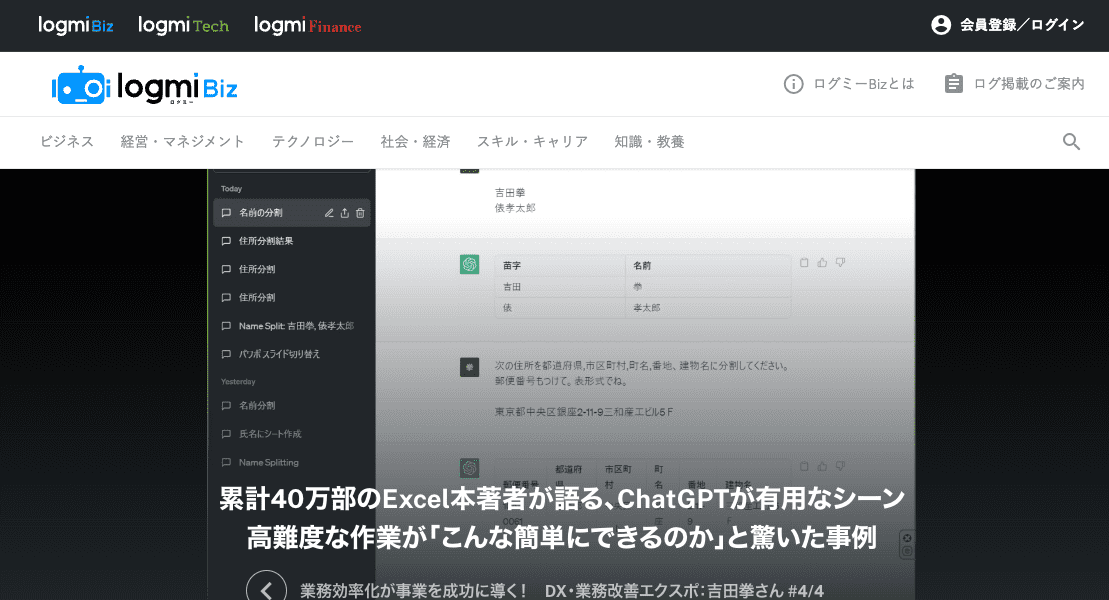 logmi Biz
logmi Tech
logmi Finance
会員登録／ログイン
logmi Biz
ログミー
ログミーBizとは
ログ掲載のご案内
ビジネス
経営・マネジメント
テクノロジー
社会・経済
スキル・キャリア
知識・教養
Today
名前の分割
住所分割結果
住所分割
住所分割
Name Split: 吉田拳, 俵孝太郎
パワポスライド切り替え
Yesterday
名前分割
氏名にシート作成
Name Splitting
吉田拳
俵孝太郎
苗字 名前
吉田 拳
俵 孝太郎
拳
次の住所を都道府県,市区町村,町名,番地、建物名に分割してください。
郵便番号もつけて。表形式でね。
東京都中央区銀座2-11-9三和産工ビル5F
都道府 市区町 町
郵便番号 県 村 名 番地 建物名
累計40万部のExcel本著者が語る、ChatGPTが有用なシーン
高難度な作業が「こんな簡単にできるのか」と驚いた事例
業務効率化が事業を成功に導く！ DX・業務改善エクスポ：吉田拳さん #4/4